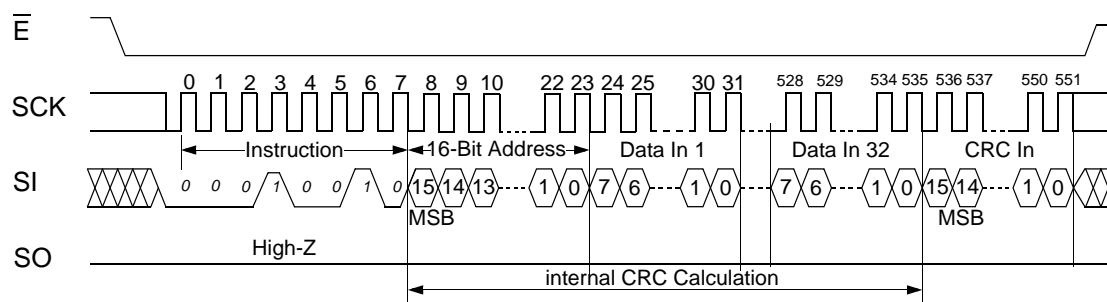 E
0 1 2 3 4 5 6 7 8 9 10 22 23 24 25 30 31 528 529 534 535 536 537 550 551
SCK
Instruction 16-Bit Address Data In 1 Data In 32 CRC In
SI 0 0 0 1 0 0 1 0 15 14 13 1 0 7 6 1 0 7 6 1 0 15 14 1 0
MSB MSB
High-Z
SO
internal CRC Calculation